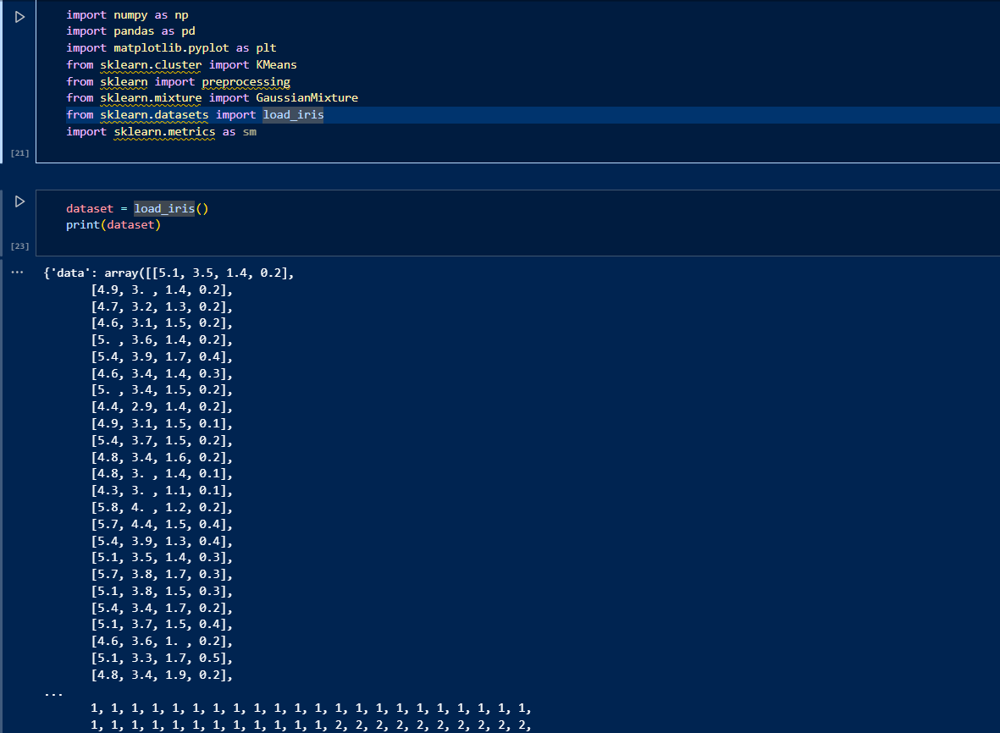 import numpy as np
import pandas as pd
import matplotlib.pyplot as plt
from sklearn.cluster import KMeans
from sklearn import preprocessing
from sklearn.mixture import GaussianMixture
from sklearn.datasets import load_iris
import sklearn.metrics as sm
[21]
dataset = load_iris()
print(dataset)
[23]
... {'data': array([[5.1, 3.5, 1.4, 0.2],
[4.9, 3. , 1.4, 0.2],
[4.7, 3.2, 1.3, 0.2],
[4.6, 3.1, 1.5, 0.2],
[5. , 3.6, 1.4, 0.2],
[5.4, 3.9, 1.7, 0.4],
[4.6, 3.4, 1.4, 0.3],
[5. , 3.4, 1.5, 0.2],
[4.4, 2.9, 1.4, 0.2],
[4.9, 3.1, 1.5, 0.1],
[5.4, 3.7, 1.5, 0.2],
[4.8, 3.4, 1.6, 0.2],
[4.8, 3. , 1.4, 0.1],
[4.3, 3. , 1.1, 0.1],
[5.8, 4. , 1.2, 0.2],
[5.7, 4.4, 1.5, 0.4],
[5.4, 3.9, 1.3, 0.4],
[5.1, 3.5, 1.4, 0.3],
[5.7, 3.8, 1.7, 0.3],
[5.1, 3.8, 1.5, 0.3],
[5.4, 3.4, 1.7, 0.2],
[5.1, 3.7, 1.5, 0.4],
[4.6, 3.6, 1. , 0.2],
[5.1, 3.3, 1.7, 0.5],
[4.8, 3.4, 1.9, 0.2],
...
1, 1, 1, 1, 1, 1, 1, 1, 1, 1, 1, 1, 1, 1, 1, 1, 1, 1, 1, 1, 1, 1,
1, 1, 1, 1, 1, 1, 1, 1, 1, 1, 1, 1, 2, 2, 2, 2, 2, 2, 2, 2, 2, 2,